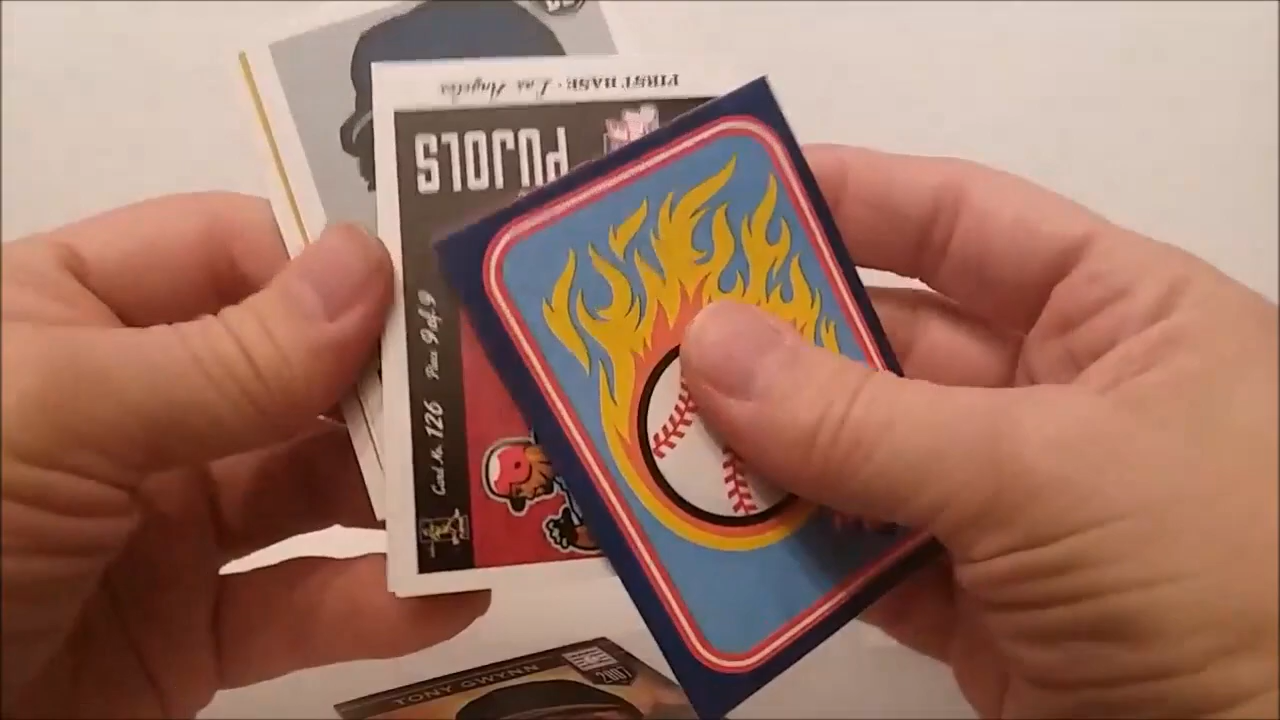 FIRST BASE · Los Angeles
PUJOLS
Card No. 126 Piece 9 of 9
TONY GWYNN
2007